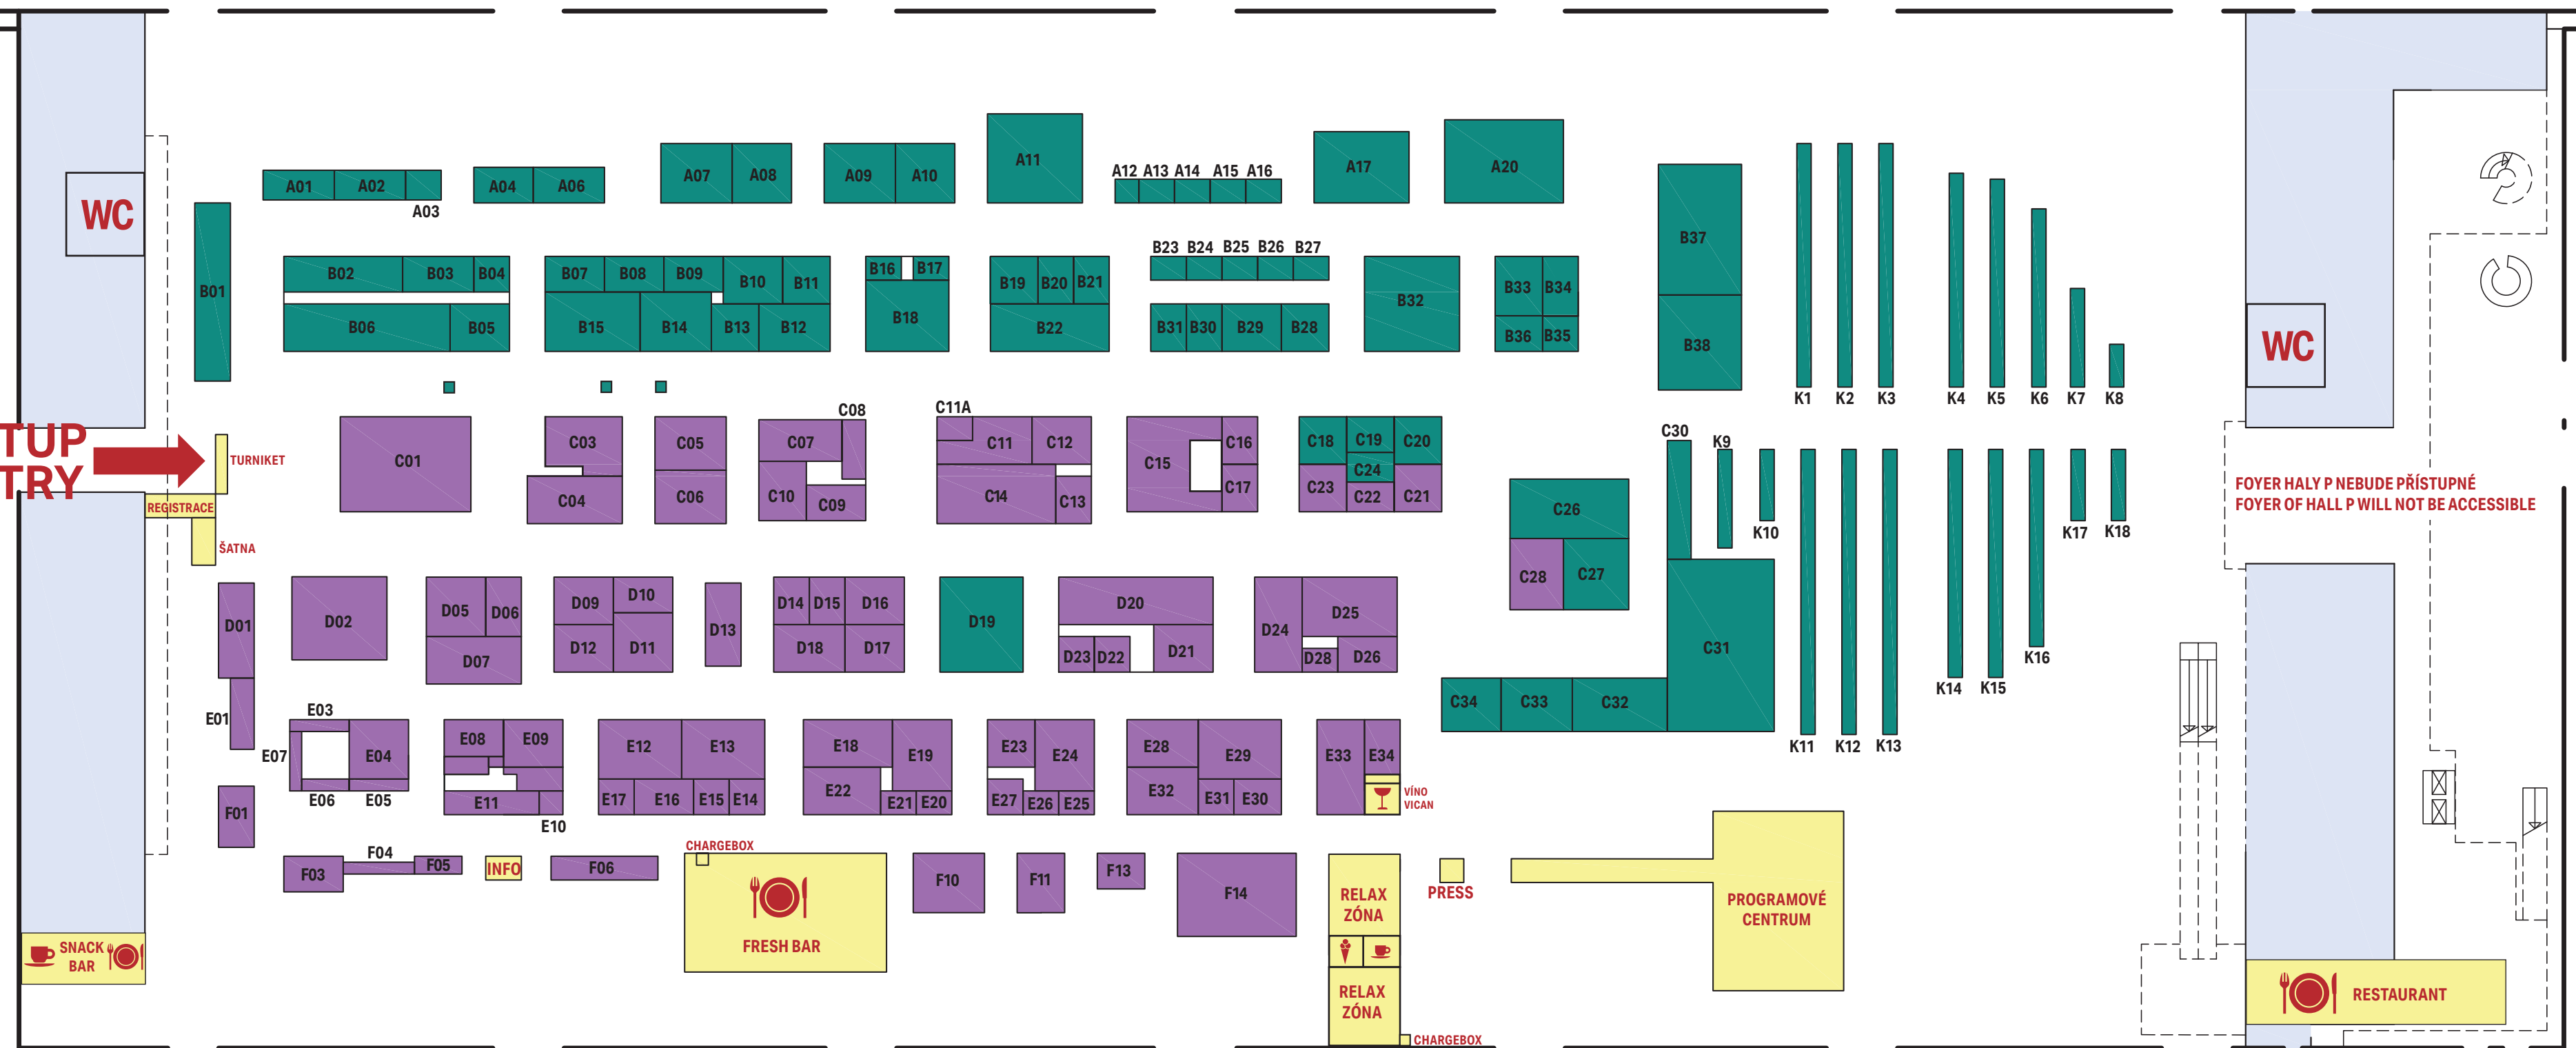 A01
A02
A03
A04
A06
A07
A08
A09
A10
A11
A12
A13
A14
A15
A16
A17
A20
WC
B01
B02
B03
B04
B06
B05
B07
B08
B09
B10
B11
B15
B14
B13
B12
B16
B17
B18
B19
B20
B21
B22
B23
B24
B25
B26
B27
B31
B30
B29
B28
B32
B33
B34
B36
B35
B37
B38
K1
K2
K3
K4
K5
K6
K7
K8
WC
TUP
TRY
TURNIKET
REGISTRACE
ŠATNA
C01
C03
C04
C05
C06
C07
C08
C10
C09
C11A
C11
C12
C14
C13
C15
C16
C17
C18
C19
C20
C24
C23
C22
C21
C26
C28
C27
C30
C31
C34
C33
C32
K9
K10
K11
K12
K13
K14
K15
K16
K17
K18
FOYER HALY P NEBUDE PŘÍSTUPNÉ
FOYER OF HALL P WILL NOT BE ACCESSIBLE
D01
D02
D05
D06
D07
D09
D10
D12
D11
D13
D14
D15
D16
D18
D17
D19
D20
D23
D22
D21
D24
D25
D28
D26
E01
E03
E07
E04
E06
E05
E08
E09
E11
E10
E12
E13
E17
E16
E15
E14
E18
E19
E22
E21
E20
E23
E24
E27
E26
E25
E28
E29
E32
E31
E30
E33
E34
VÍNO
VICAN
F01
F03
F04
F05
INFO
F06
CHARGEBOX
FRESH BAR
F10
F11
F13
F14
RELAX
ZÓNA
RELAX
ZÓNA
CHARGEBOX
PRESS
PROGRAMOVÉ
CENTRUM
SNACK
BAR
RESTAURANT